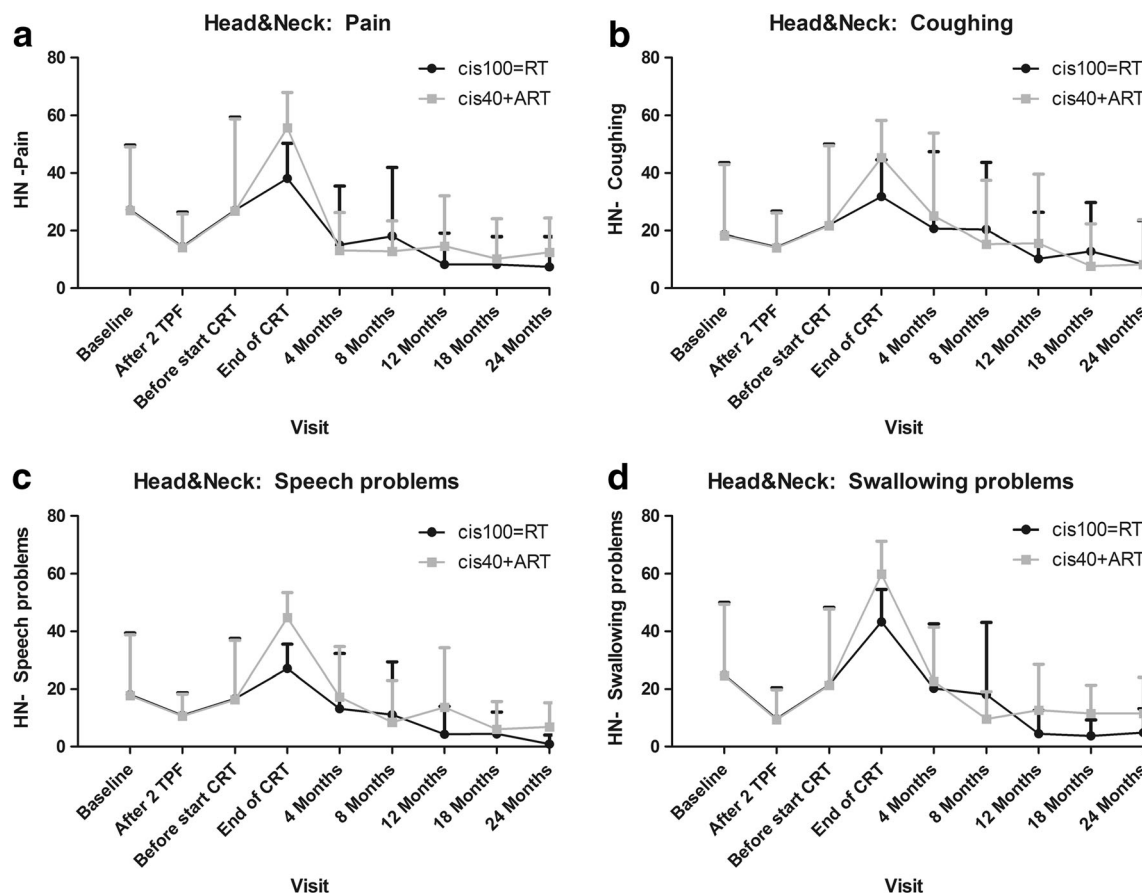 a
Head&Neck: Pain
80
60
40
20
0
HN -Pain
cis100=RT
cis40+ART
Baseline
After 2 TPF
Before start CRT
End of CRT
4 Months
8 Months
12 Months
18 Months
24 Months
Visit
b
Head&Neck: Coughing
80
60
40
20
0
HN- Coughing
cis100=RT
cis40+ART
Baseline
After 2 TPF
Before start CRT
End of CRT
4 Months
8 Months
12 Months
18 Months
24 Months
Visit
c
Head&Neck: Speech problems
80
60
40
20
0
HN- Speech problems
cis100=RT
cis40+ART
Baseline
After 2 TPF
Before start CRT
End of CRT
4 Months
8 Months
12 Months
18 Months
24 Months
Visit
d
Head&Neck: Swallowing problems
80
60
40
20
0
HN- Swallowing problems
cis100=RT
cis40+ART
Baseline
After 2 TPF
Before start CRT
End of CRT
4 Months
8 Months
12 Months
18 Months
24 Months
Visit